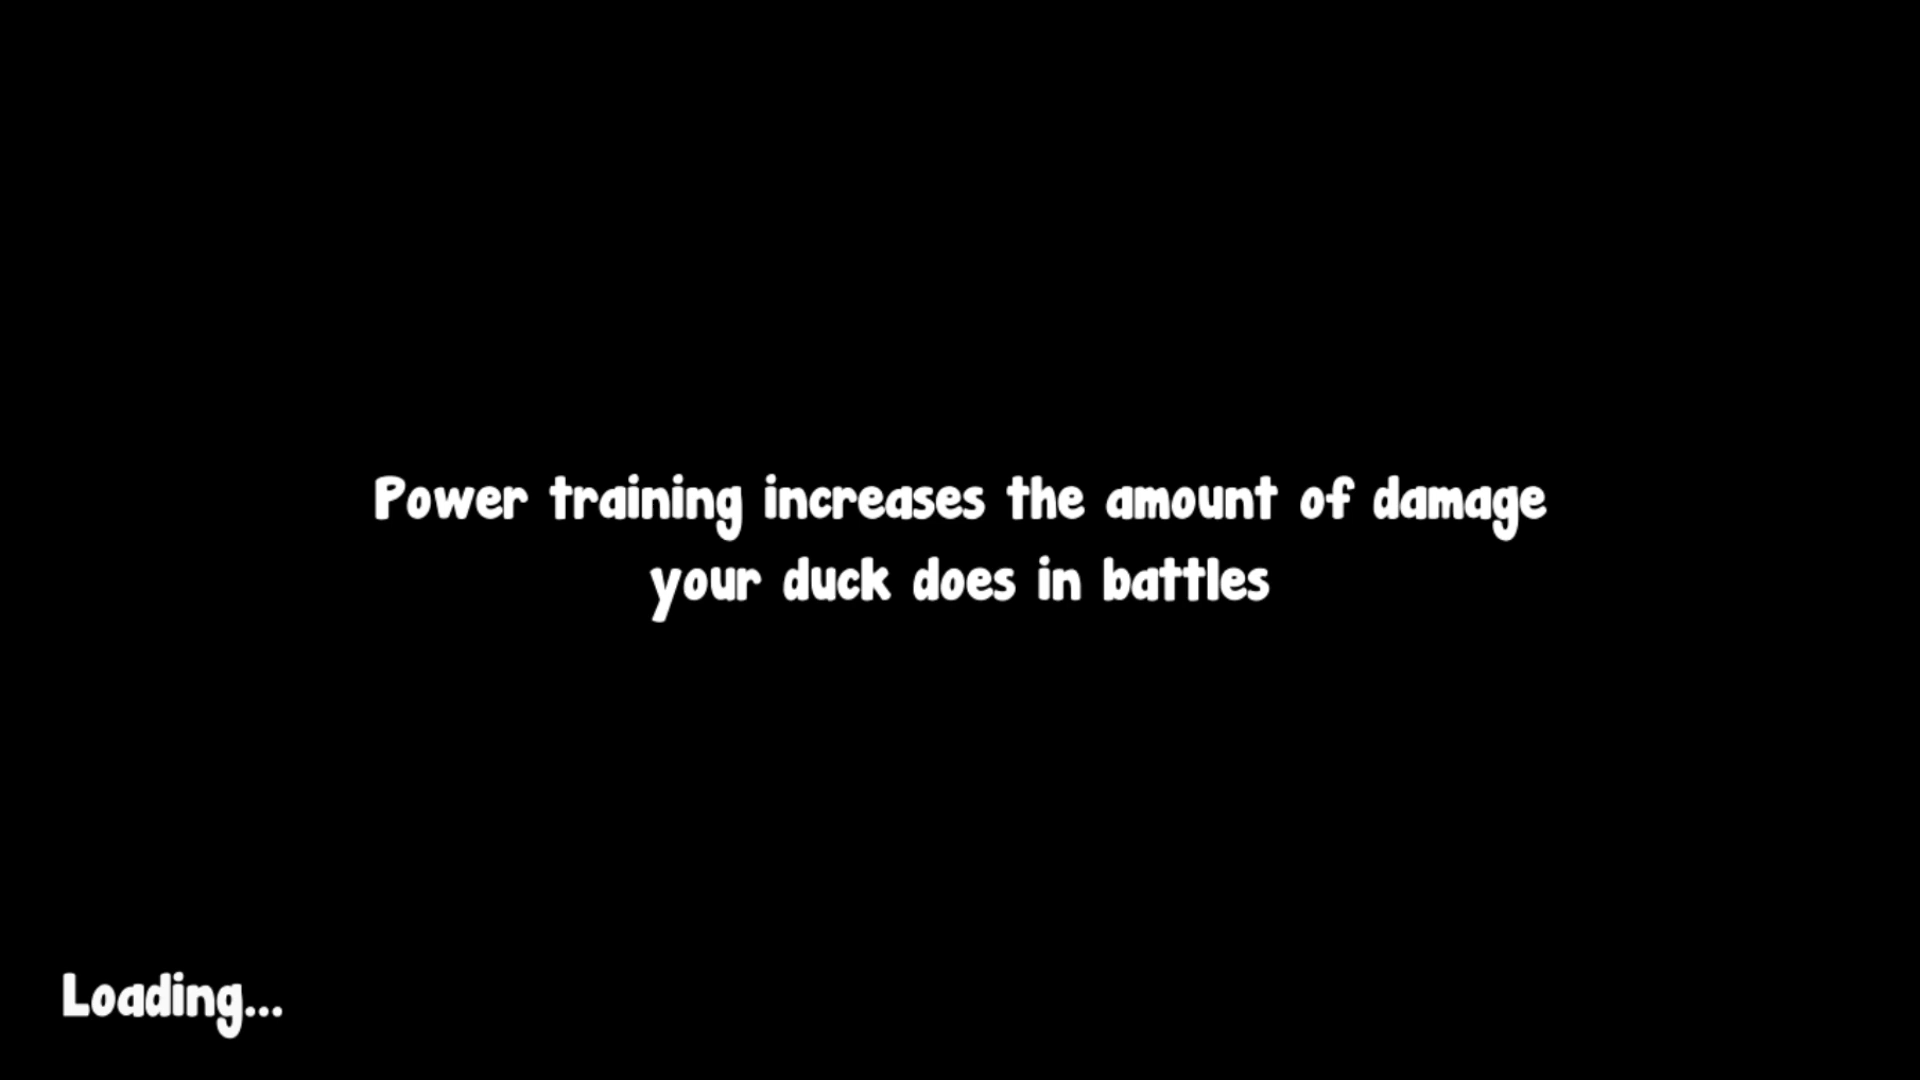 Power training increases the amount of damage
your duck does in battles
Loading...